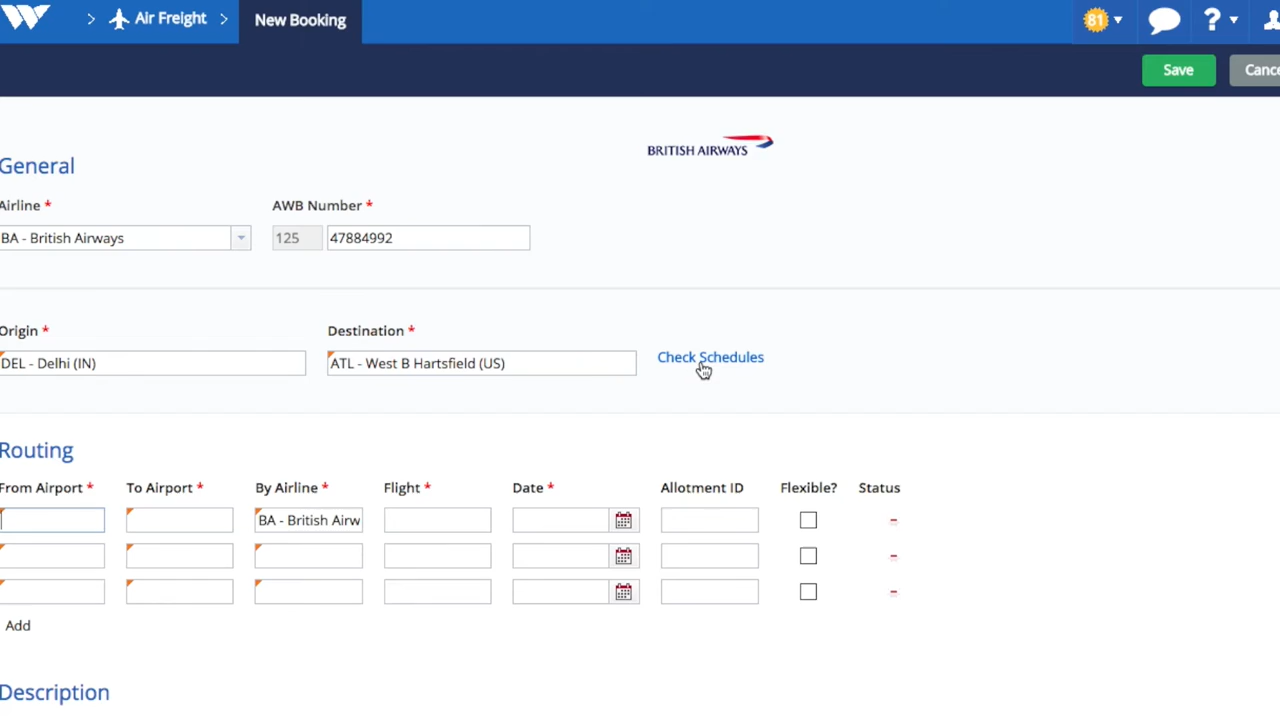 Air Freight
New Booking
81
?
Save
Canc
BRITISH AIRWAYS
General
Airline *
AWB Number *
BA - British Airways
125
47884992
Origin *
Destination *
DEL - Delhi (IN)
ATL - West B Hartsfield (US)
Check Schedules
Routing
From Airport * To Airport * By Airline * Flight * Date * Allotment ID Flexible? Status
BA - British Airw
Add
Description